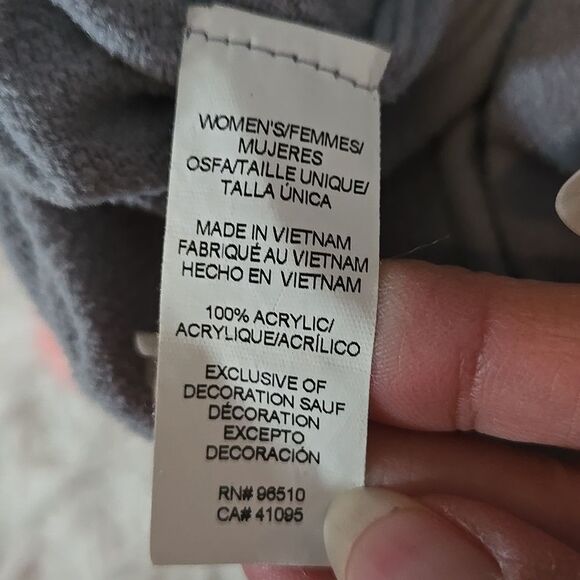 WOMEN'S/FEMMES/
MUJERES
OSFA/TAILLE UNIQUE/
TALLA ÚNICA
MADE IN VIETNAM
FABRIQUÉ AU VIETNAM
HECHO EN VIETNAM
100% ACRYLIC/
ACRYLIQUE/ACRÍLICO
EXCLUSIVE OF
DECORATION SAUF
DÉCORATION
EXCEPTO
DECORACIÓN
RN# 96510
CA# 41095